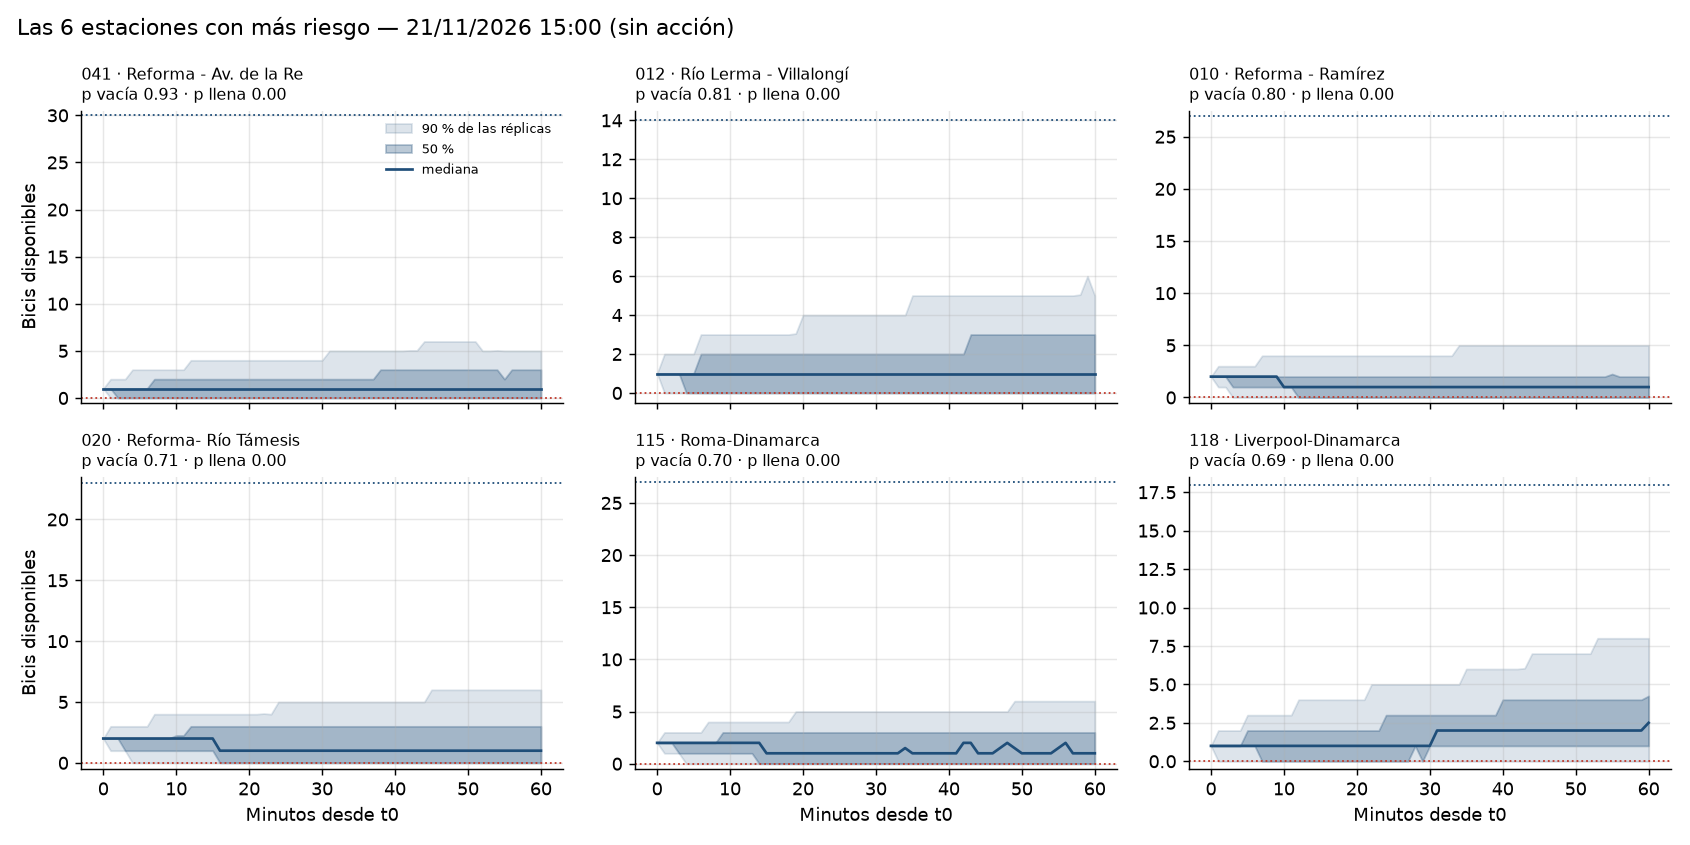 Las 6 estaciones con más riesgo — 21/11/2026 15:00 (sin acción)
041 · Reforma - Av. de la Re
p vacía 0.93 · p llena 0.00
30
25
20
15
10
5
0
Bicis disponibles
90 % de las réplicas
50 %
mediana
012 · Río Lerma - Villalongí
p vacía 0.81 · p llena 0.00
14
12
10
8
6
4
2
0
010 · Reforma - Ramírez
p vacía 0.80 · p llena 0.00
25
20
15
10
5
0
020 · Reforma- Río Támesis
p vacía 0.71 · p llena 0.00
20
15
10
5
0
Bicis disponibles
0 10 20 30 40 50 60
Minutos desde t0
115 · Roma-Dinamarca
p vacía 0.70 · p llena 0.00
25
20
15
10
5
0
0 10 20 30 40 50 60
Minutos desde t0
118 · Liverpool-Dinamarca
p vacía 0.69 · p llena 0.00
17.5
15.0
12.5
10.0
7.5
5.0
2.5
0.0
0 10 20 30 40 50 60
Minutos desde t0